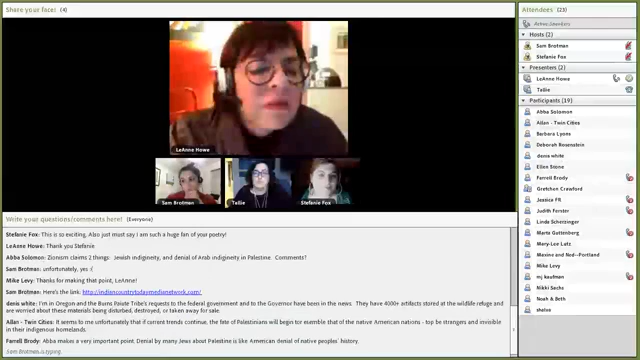 Share your face! (4)
LeAnne Howe
Sam Brotman
Tallie
Stefanie Fox
Write your questions/comments here! (Everyone)
Stefanie Fox: This is so exciting. Also just must say I am such a huge fan of your poetry!
LeAnne Howe: Thank you Stefanie
Abba Solomon: Zionism claims 2 things: Jewish indigineity, and denial of Arab indigineity in Palestine. Comments?
Sam Brotman: unfortunately, yes :(
Mike Levy: Thanks for making that point, LeAnne!
Sam Brotman: Here's the link: http://indiancountrytodaymedianetwork.com/
denis white: I'm in Oregon and the Burns Paiute Tribe's requests to the federal government and to the Governor have been in the news. They have 4000+ artifacts stored at the wildlife refuge and
are worried about these materials being disturbed, destroyed, or taken away for sale.
Allan - Twin Cities: It seems to me unfortunately that if current trends continue, the fate of Palestinians will begin tor esemble that of the native American nations - top be strangers and invisible
in their indigenous homelands.
Farrell Brody: Abba makes a very important point. Denial by many Jews about Palestine is like American denial of native peoples' history.
Sam Brotman is typing.
Attendees (23)
Active Speakers
Hosts (2)
Sam Brotman
Stefanie Fox
Presenters (2)
LeAnne Howe
Tallie
Participants (19)
Abba Solomon
Allan - Twin Cities
Barbara Lyons
Deborah Rosenstein
denis white
Ellen Stone
Farrell Brody
Gretchen Crawford
Jessica FR
Judith Ferster
Linda Scherzinger
Marta Guttenberg
Mary-Lee Lutz
Maxine and Ned--Portland
Mike Levy
mj kaufman
Nikki Sachs
Noah & Beth